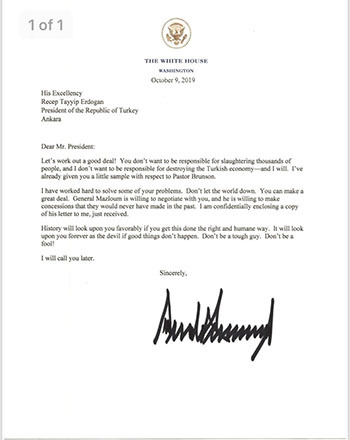 1 of 1
THE WHITE HOUSE
WASHINGTON
October 9, 2019
His Excellency
Recep Tayyip Erdogan
President of the Republic of Turkey
Ankara
Dear Mr. President:
Let's work out a good deal! You don't want to be responsible for slaughtering thousands of
people, and I don't want to be responsible for destroying the Turkish economy—and I will. I've
already given you a little sample with respect to Pastor Brunson.
I have worked hard to solve some of your problems. Don't let the world down. You can make a
great deal. General Mazloum is willing to negotiate with you, and he is willing to make
concessions that they would never have made in the past. I am confidentially enclosing a copy
of his letter to me, just received.
History will look upon you favorably if you get this done the right and humane way. It will
look upon you forever as the devil if good things don't happen. Don't be a tough guy. Don't be a
fool!
I will call you later.
Sincerely,